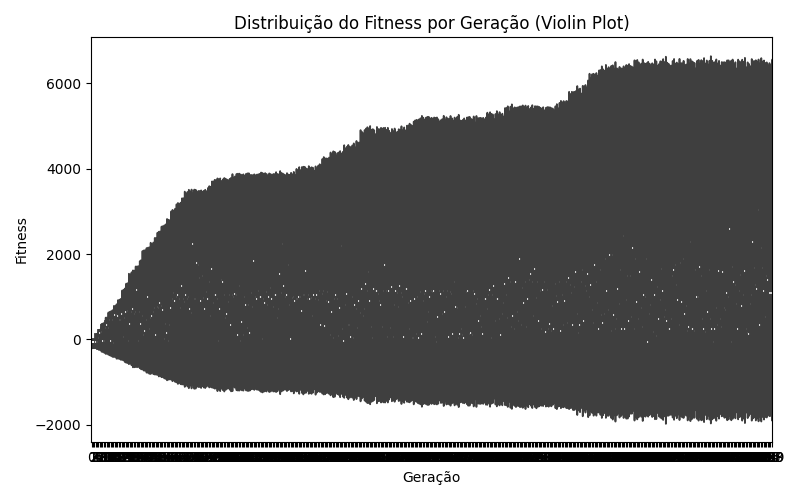 Distribuição do Fitness por Geração (Violin Plot)
6000
4000
2000
0
−2000
Fitness
Geração